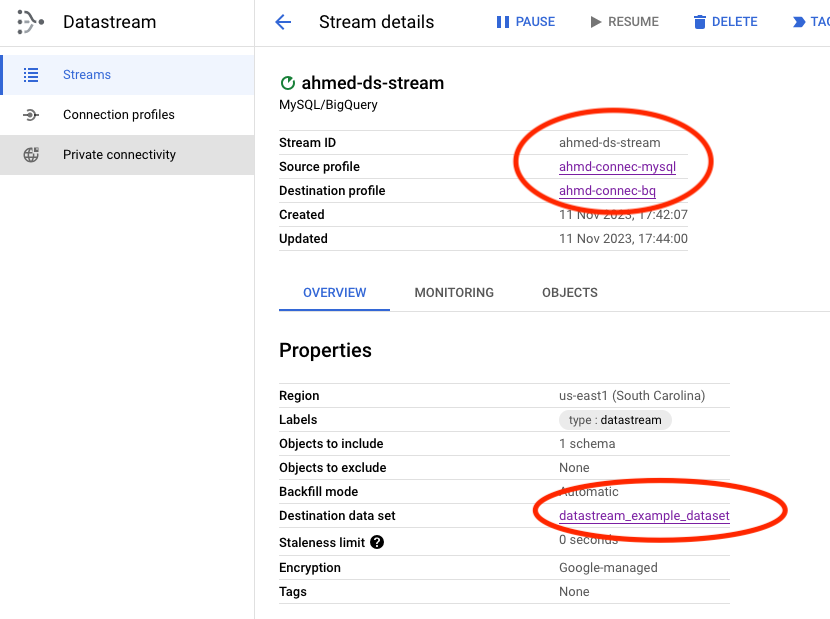 Datastream
Stream details
PAUSE
RESUME
DELETE
TAG
Streams
Connection profiles
Private connectivity
ahmed-ds-stream
MySQL/BigQuery
Stream ID ahmed-ds-stream
Source profile ahmd-connec-mysql
Destination profile ahmd-connec-bq
Created 11 Nov 2023, 17:42:07
Updated 11 Nov 2023, 17:44:00
OVERVIEW MONITORING OBJECTS
Properties
Region us-east1 (South Carolina)
Labels type : datastream
Objects to include 1 schema
Objects to exclude None
Backfill mode Automatic
Destination data set datastream_example_dataset
Staleness limit ? 0 seconds
Encryption Google-managed
Tags None